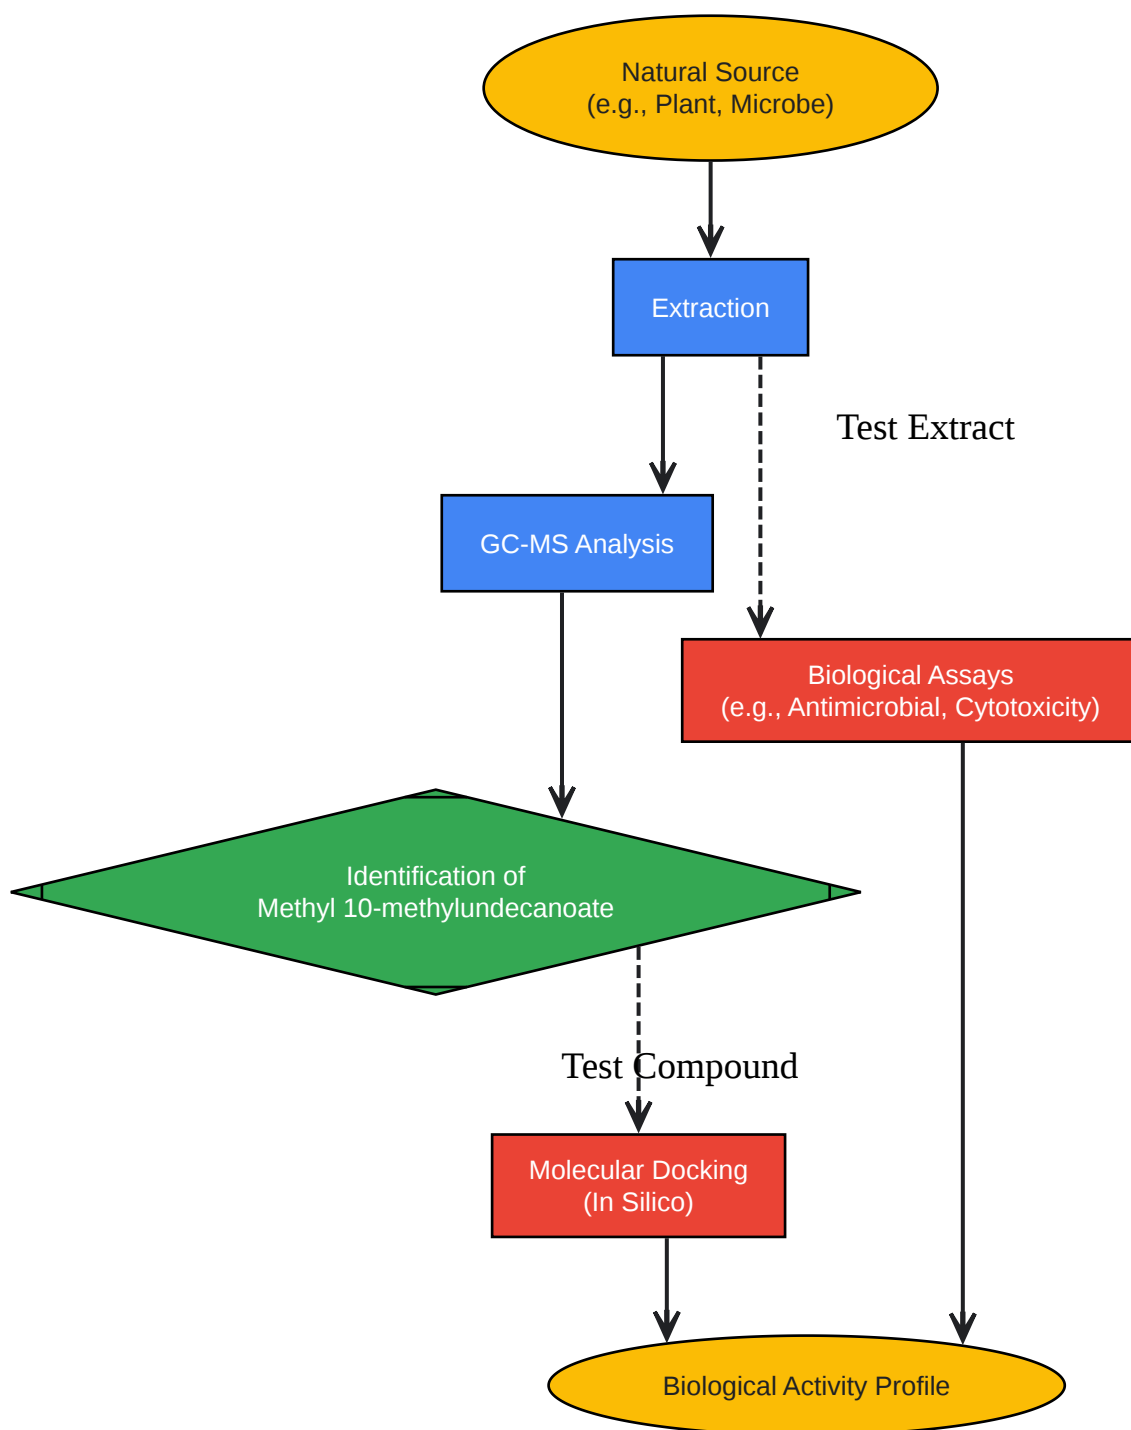 Natural Source
(e.g., Plant, Microbe)
Extraction
Test Extract
GC-MS Analysis
Biological Assays
(e.g., Antimicrobial, Cytotoxicity)
Identification of
Methyl 10-methylundecanoate
Test Compound
Molecular Docking
(In Silico)
Biological Activity Profile